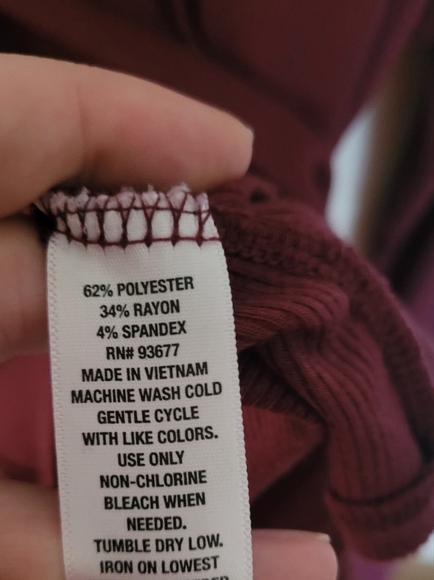 62% POLYESTER
34% RAYON
4% SPANDEX
RN# 93677
MADE IN VIETNAM
MACHINE WASH COLD
GENTLE CYCLE
WITH LIKE COLORS.
USE ONLY
NON-CHLORINE
BLEACH WHEN
NEEDED.
TUMBLE DRY LOW.
IRON ON LOWEST